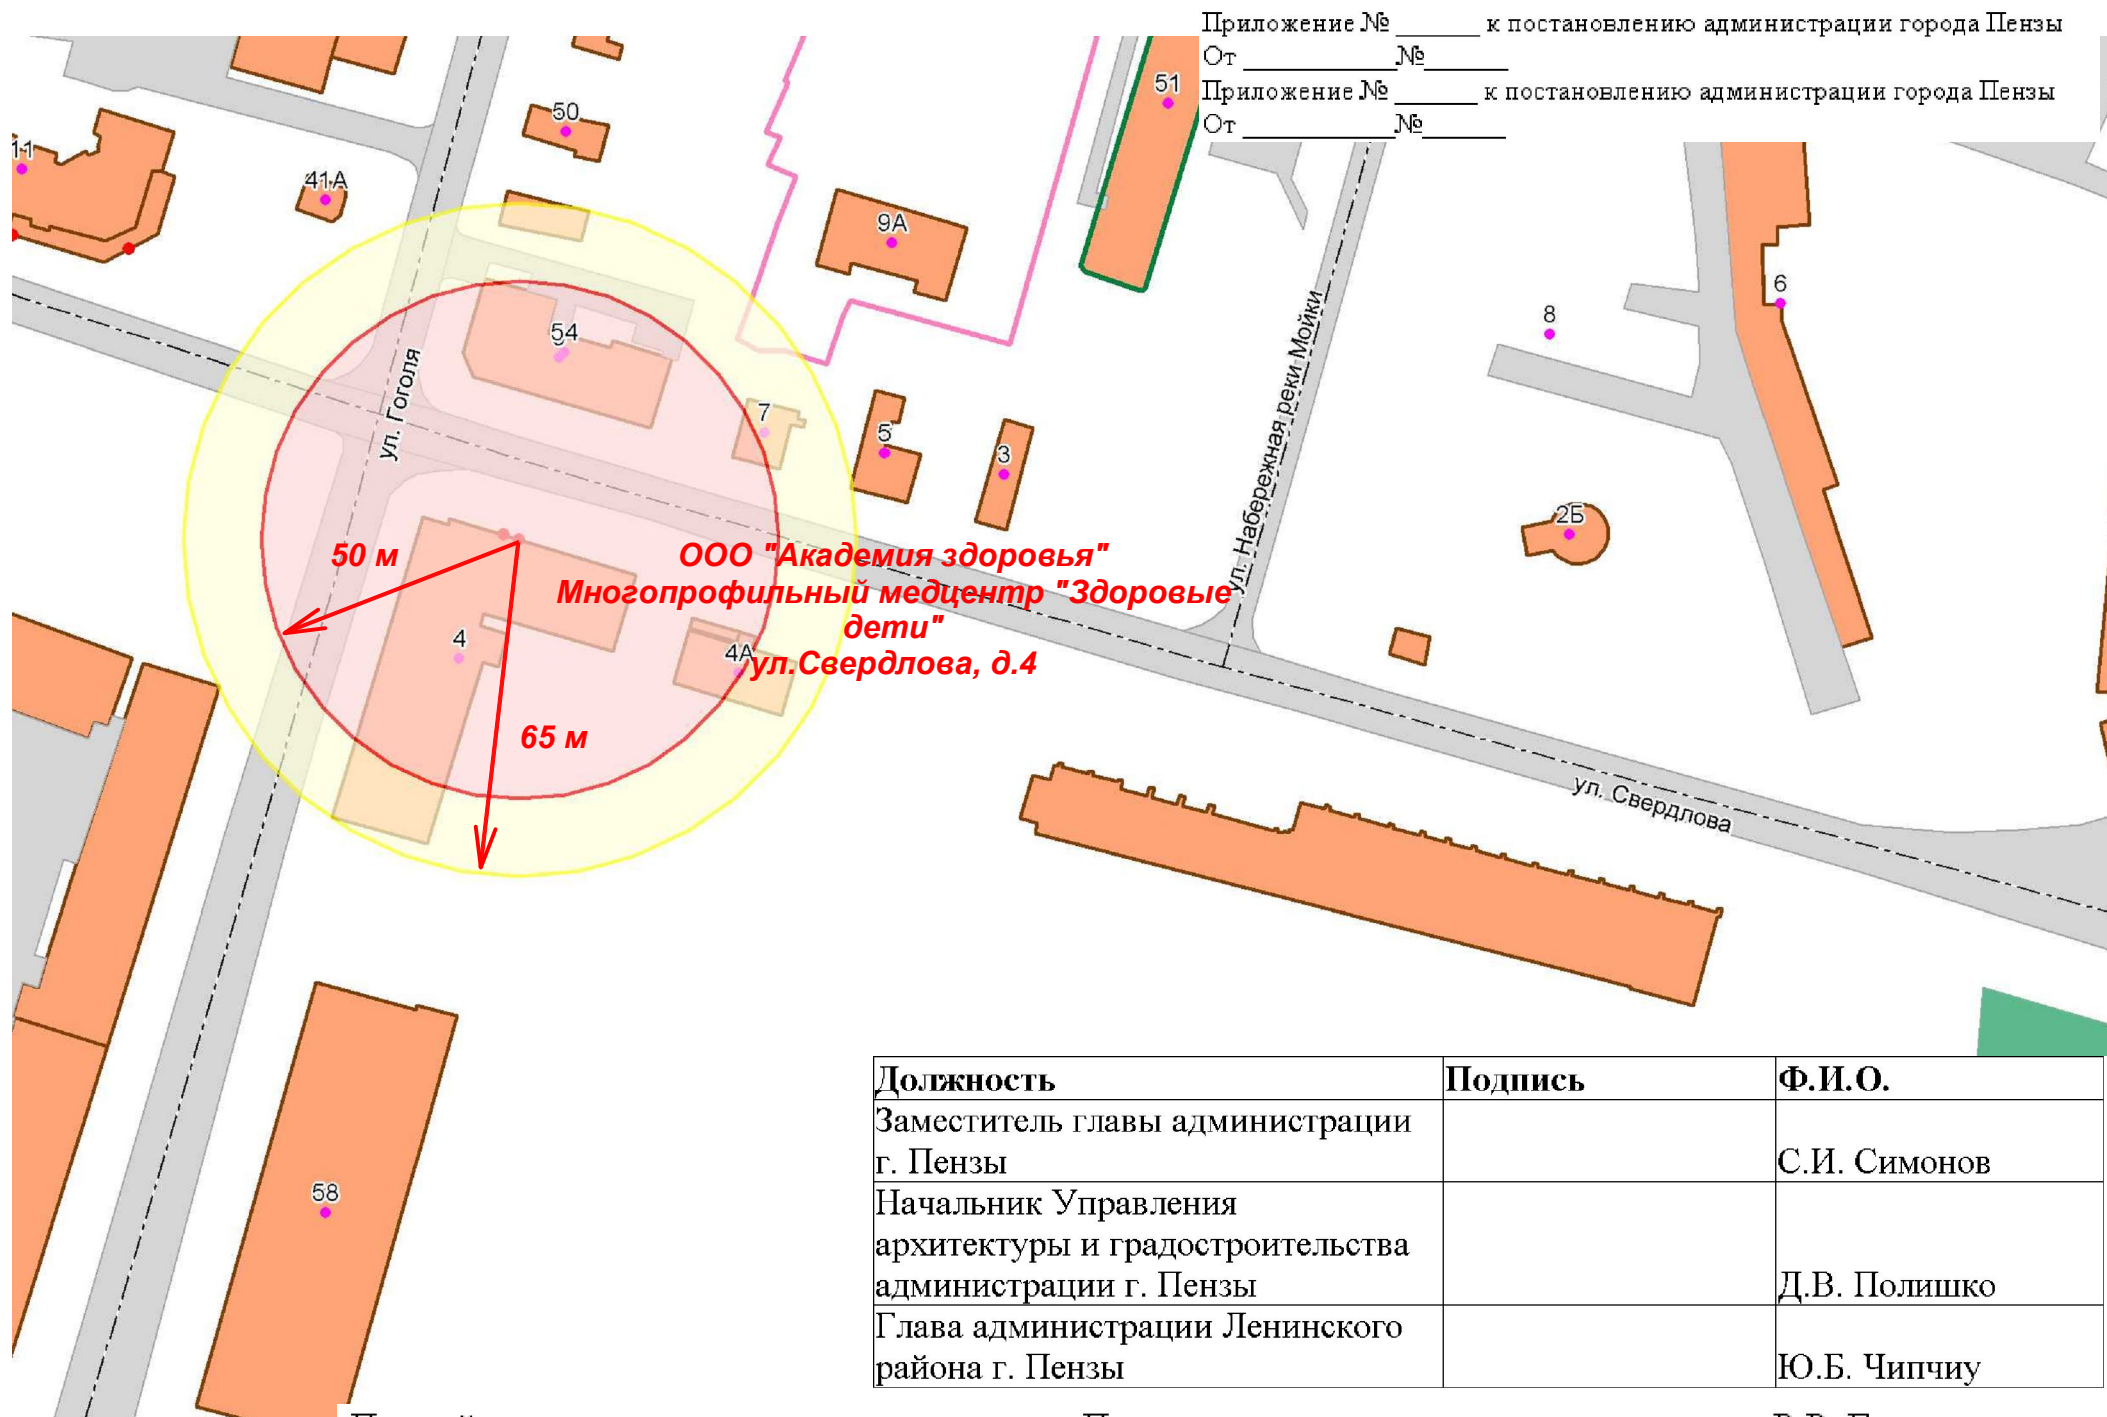 Приложение № ______ к постановлению администрации города Пензы
От ___________№______
Приложение № ______ к постановлению администрации города Пензы
От ___________№______
51
50
11
41А
9А
6
8
54
ул. Гоголя
7
5
3
ул. Набережная реки Мойки
2Б
50 м
ООО "Академия здоровья"
Многопрофильный медцентр "Здоровые
дети"
ул.Свердлова, д.4
4
4А
65 м
ул. Свердлова
58
Должность Подпись Ф.И.О.
Заместитель главы администрации
г. Пензы С.И. Симонов
Начальник Управления
архитектуры и градостроительства
администрации г. Пензы Д.В. Полишко
Глава администрации Ленинского
района г. Пензы Ю.Б. Чипчиу